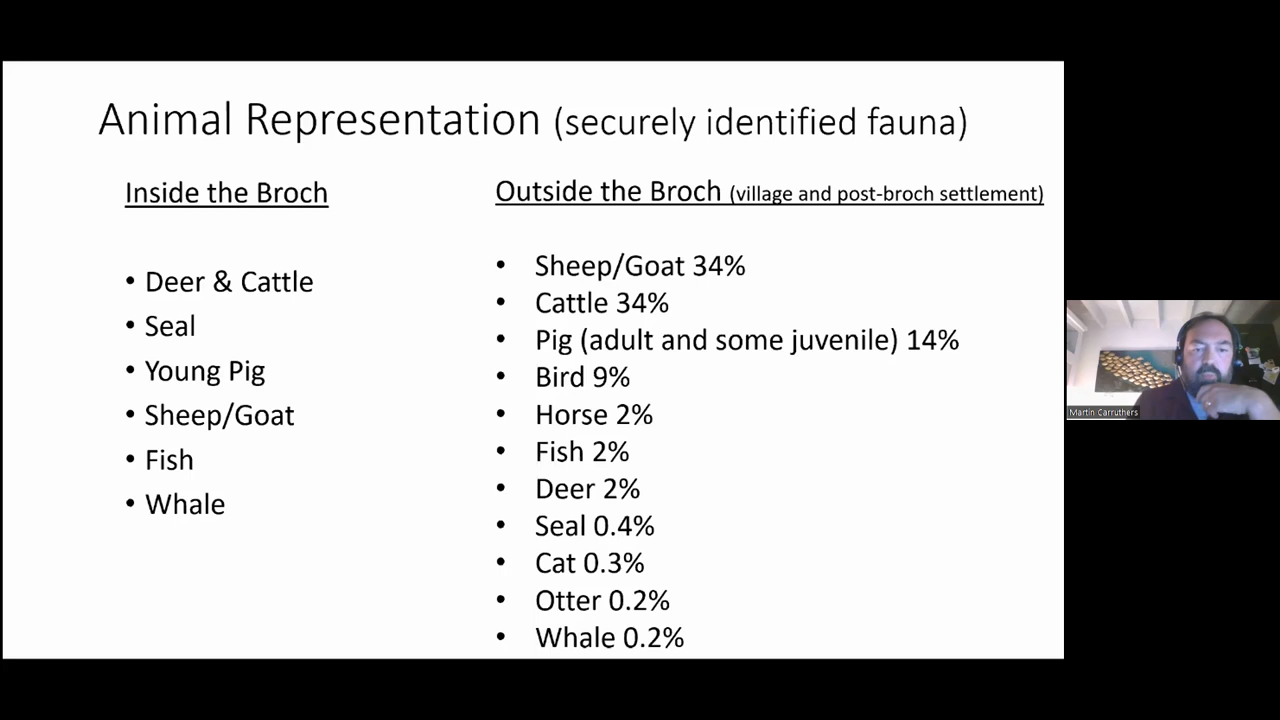 Animal Representation (securely identified fauna)
Inside the Broch
• Deer & Cattle
• Seal
• Young Pig
• Sheep/Goat
• Fish
• Whale
Outside the Broch (village and post-broch settlement)
• Sheep/Goat 34%
• Cattle 34%
• Pig (adult and some juvenile) 14%
• Bird 9%
• Horse 2%
• Fish 2%
• Deer 2%
• Seal 0.4%
• Cat 0.3%
• Otter 0.2%
• Whale 0.2%
Martin Carruthers